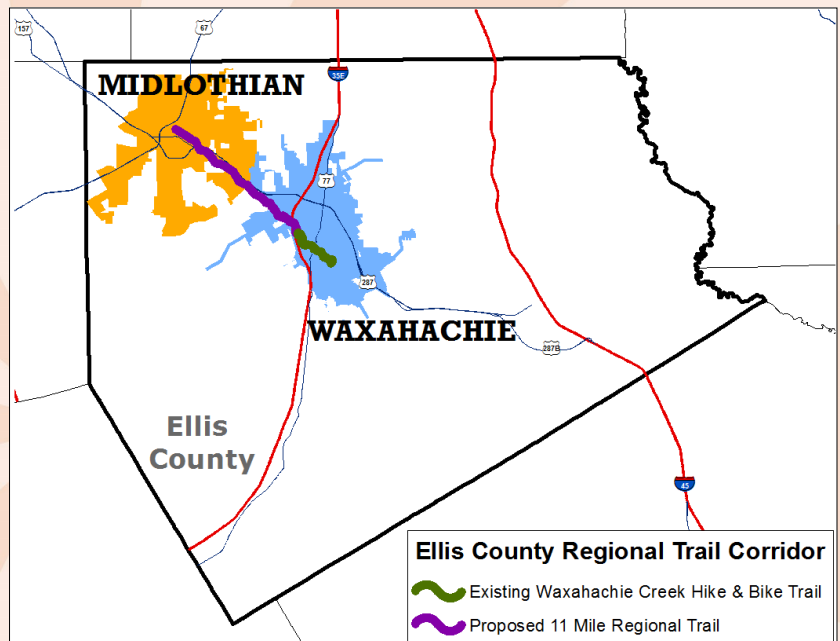 157
67
35E
MIDLOTHIAN
77
287
WAXAHACHIE
287B
Ellis
County
45
Ellis County Regional Trail Corridor
Existing Waxahachie Creek Hike & Bike Trail
Proposed 11 Mile Regional Trail